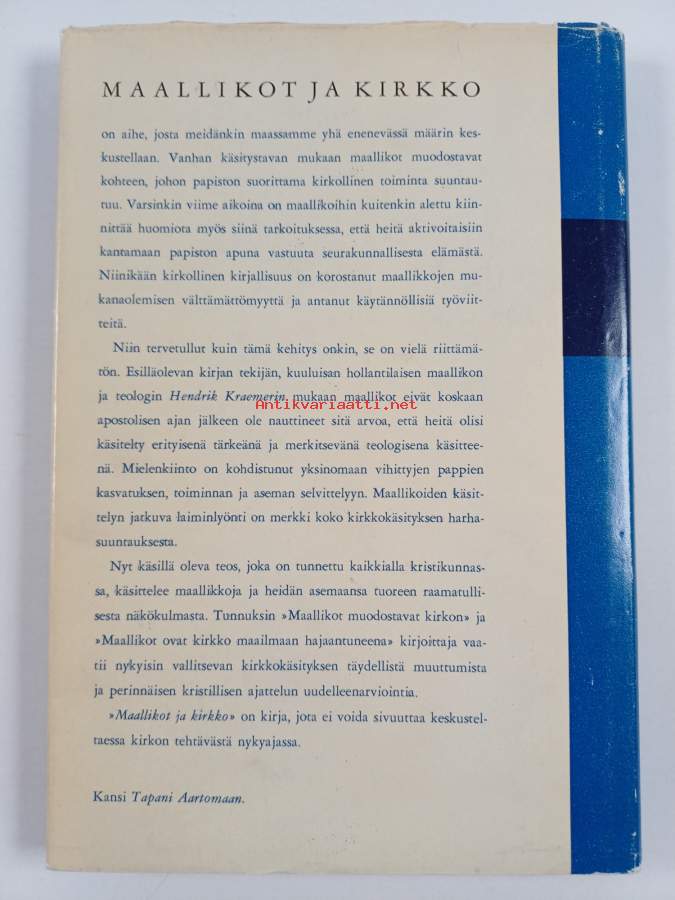 MAALLIKOT JA KIRKKO
on aihe, josta meidänkin maassamme yhä enenevässä määrin kes-
kustellaan. Vanhan käsitystavan mukaan maallikot muodostavat
kohteen, johon papiston suorittama kirkollinen toiminta suuntau-
tuu. Varsinkin viime aikoina on maallikoihin kuitenkin alettu kiin-
nittää huomiota myös siinä tarkoituksessa, että heitä aktivoitaisiin
kantamaan papiston apuna vastuuta seurakunnallisesta elämästä.
Niinikään kirkollinen kirjallisuus on korostanut maallikkojen mu-
kanaolemisen välttämättömyyttä ja antanut käytännöllisiä työviit-
teitä.
Niin tervetullut kuin tämä kehitys onkin, se on vielä riittämä-
tön. Esilläolevan kirjan tekijän, kuuluisan hollantilaisen maallikon
ja teologin Hendrik Kraemerin mukaan maallikot eivät koskaan
Antikvariaatti.net
apostolisen ajan jälkeen ole nauttineet sitä arvoa, että heitä olisi
käsitelty erityisenä tärkeänä ja merkitsevänä teologisena käsittee-
nä. Mielenkiinto on kohdistunut yksinomaan vihittyjen pappien
kasvatuksen, toiminnan ja aseman selvittelyyn. Maallikoiden käsit-
telyn jatkuva laiminlyönti on merkki koko kirkkokäsityksen harha-
suuntauksesta.
Nyt käsillä oleva teos, joka on tunnettu kaikkialla kristikunnas-
sa, käsittelee maallikkoja ja heidän asemaansa tuoreen raamatulli-
sesta näkökulmasta. Tunnuksin »Maallikot muodostavat kirkon» ja
»Maallikot ovat kirkko maailmaan hajaantuneena» kirjoittaja vaa-
tii nykyisin vallitsevan kirkkokäsityksen täydellistä muuttumista
ja perinnäisen kristillisen ajattelun uudelleenarviointia.
»Maallikot ja kirkko» on kirja, jota ei voida sivuuttaa keskustel-
taessa kirkon tehtävästä nykyajassa.
Kansi Tapani Aartomaan.